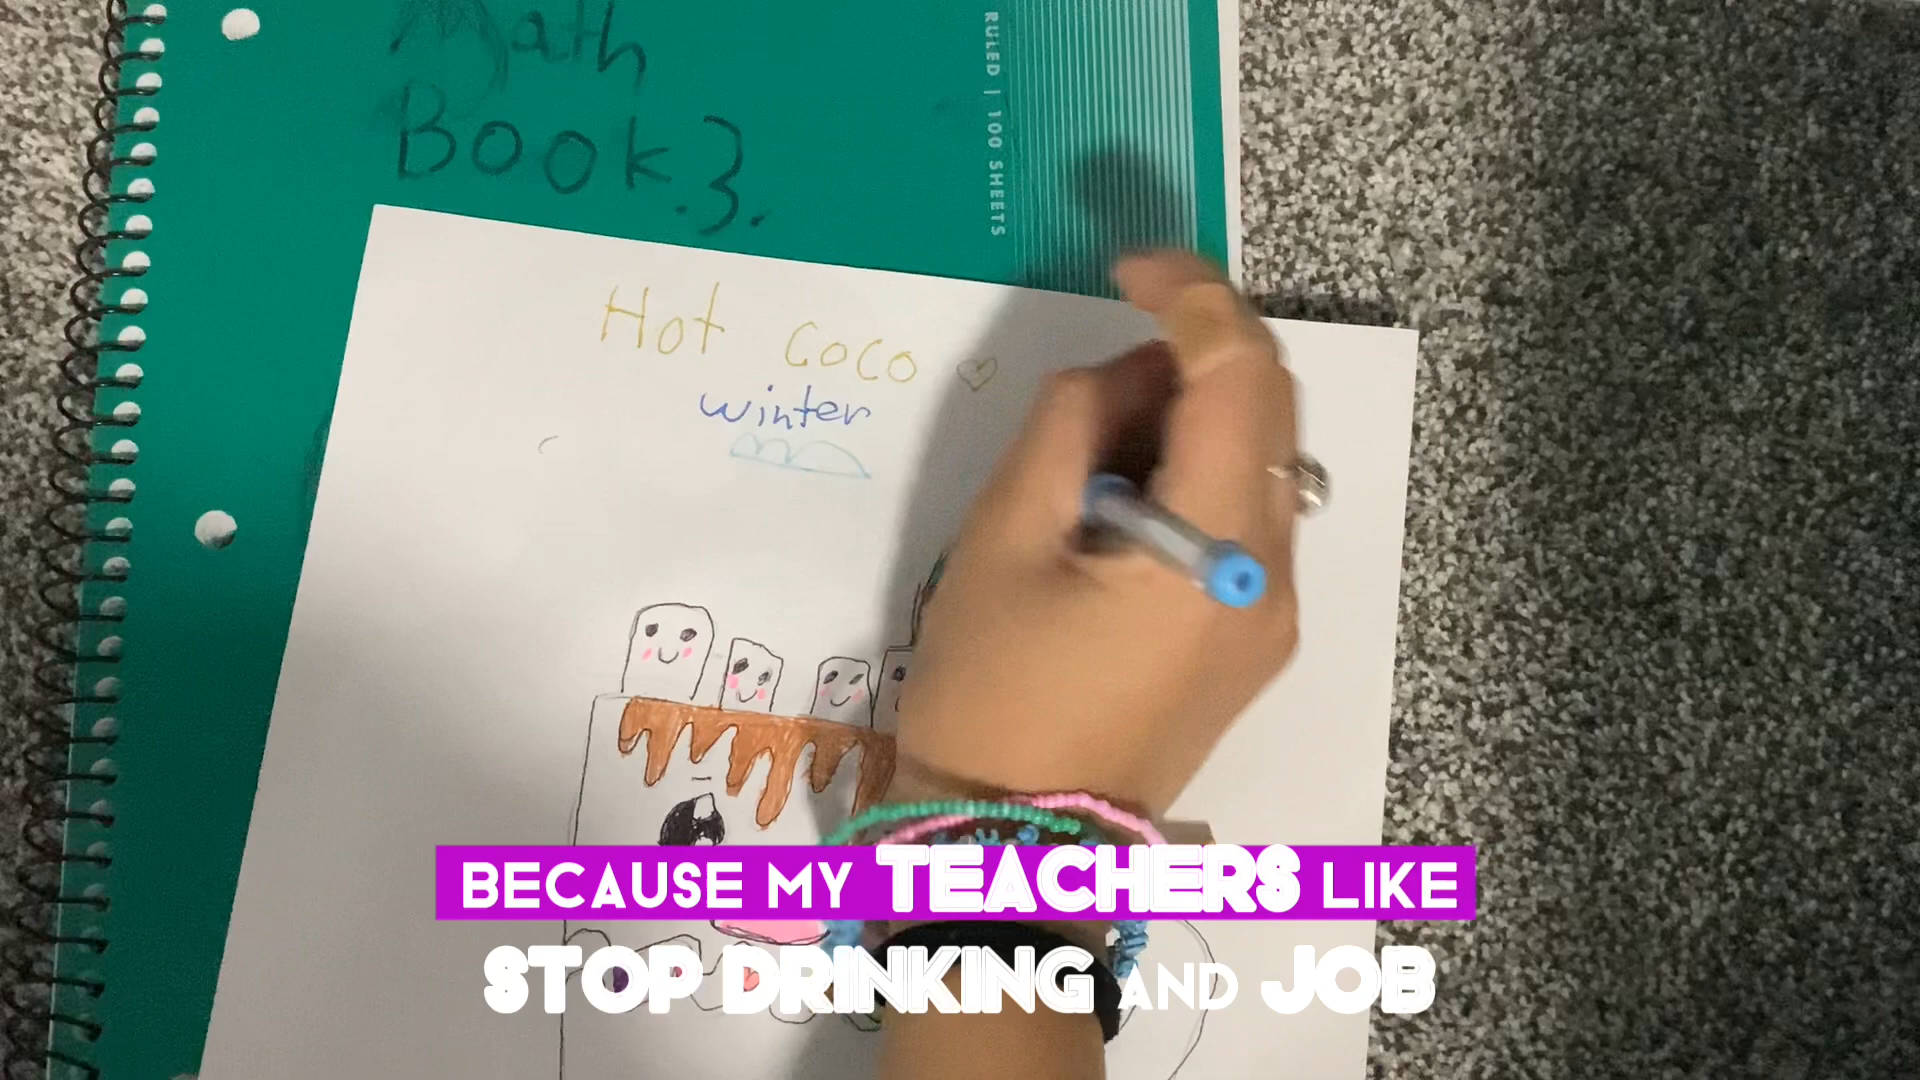 Math
Book.3.
RULED | 100 SHEETS
Hot Coco
winter
BECAUSE MY TEACHERS LIKE
STOP DRINKING AND JOB